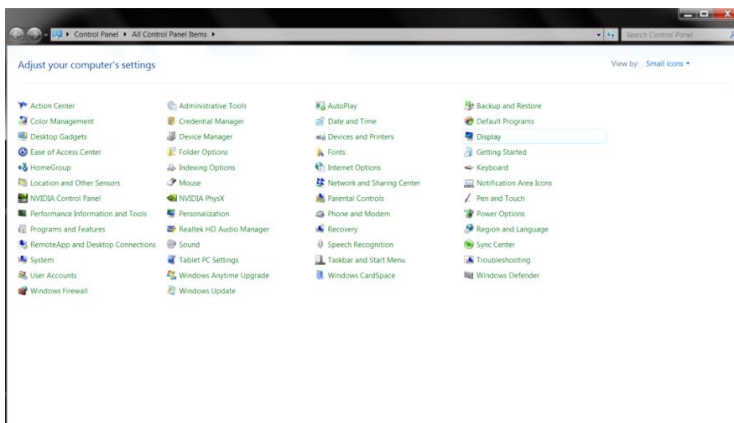 Control Panel ▸ All Control Panel Items ▸
Search Control Panel
Adjust your computer's settings
View by: Small icons
Action Center Administrative Tools AutoPlay Backup and Restore
Color Management Credential Manager Date and Time Default Programs
Desktop Gadgets Device Manager Devices and Printers Display
Ease of Access Center Folder Options Fonts Getting Started
HomeGroup Indexing Options Internet Options Keyboard
Location and Other Sensors Mouse Network and Sharing Center Notification Area Icons
NVIDIA Control Panel NVIDIA PhysX Parental Controls Pen and Touch
Performance Information and Tools Personalization Phone and Modem Power Options
Programs and Features Realtek HD Audio Manager Recovery Region and Language
RemoteApp and Desktop Connections Sound Speech Recognition Sync Center
System Tablet PC Settings Taskbar and Start Menu Troubleshooting
User Accounts Windows Anytime Upgrade Windows CardSpace Windows Defender
Windows Firewall Windows Update